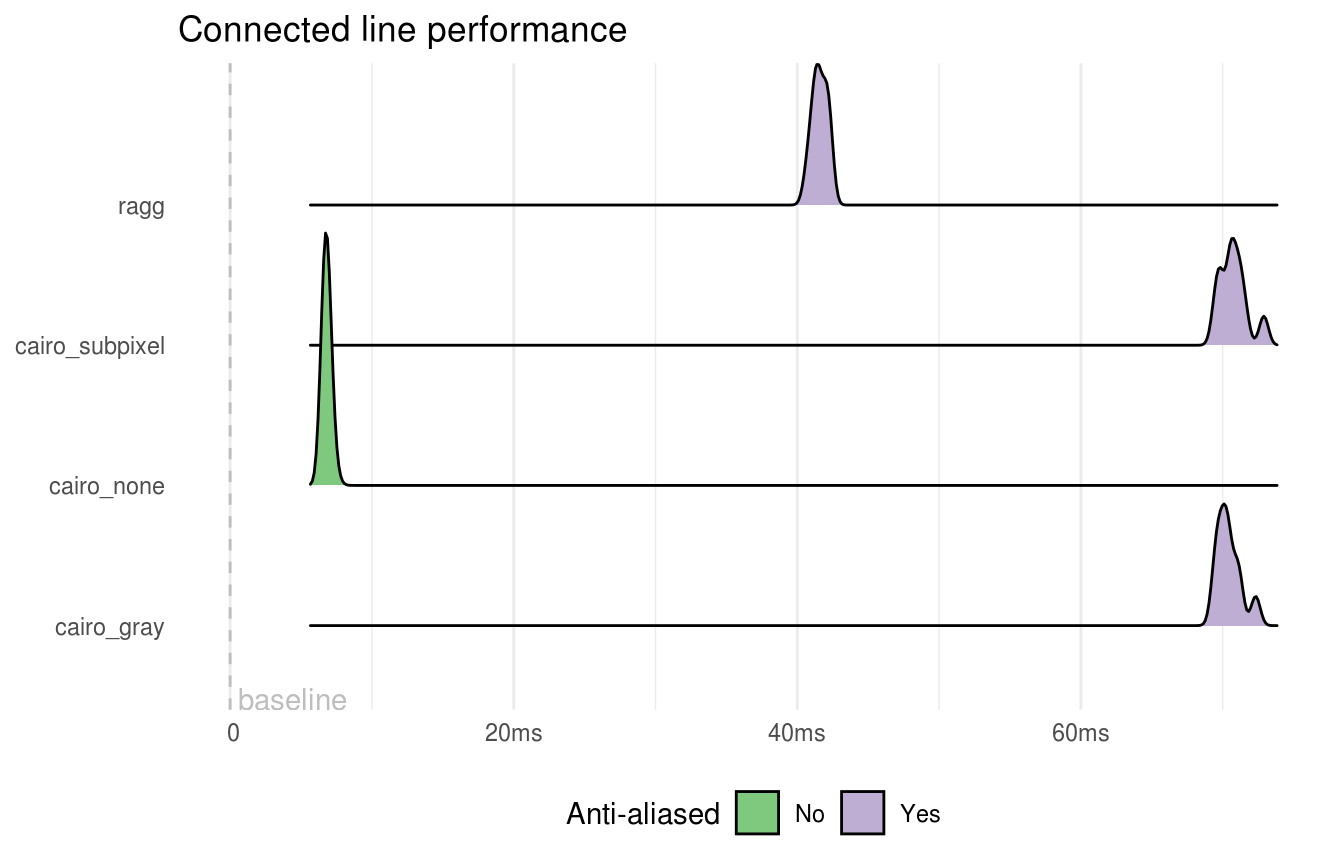 Connected line performance
ragg
cairo_subpixel
cairo_none
cairo_gray
baseline
0 20ms 40ms 60ms
Anti-aliased No Yes